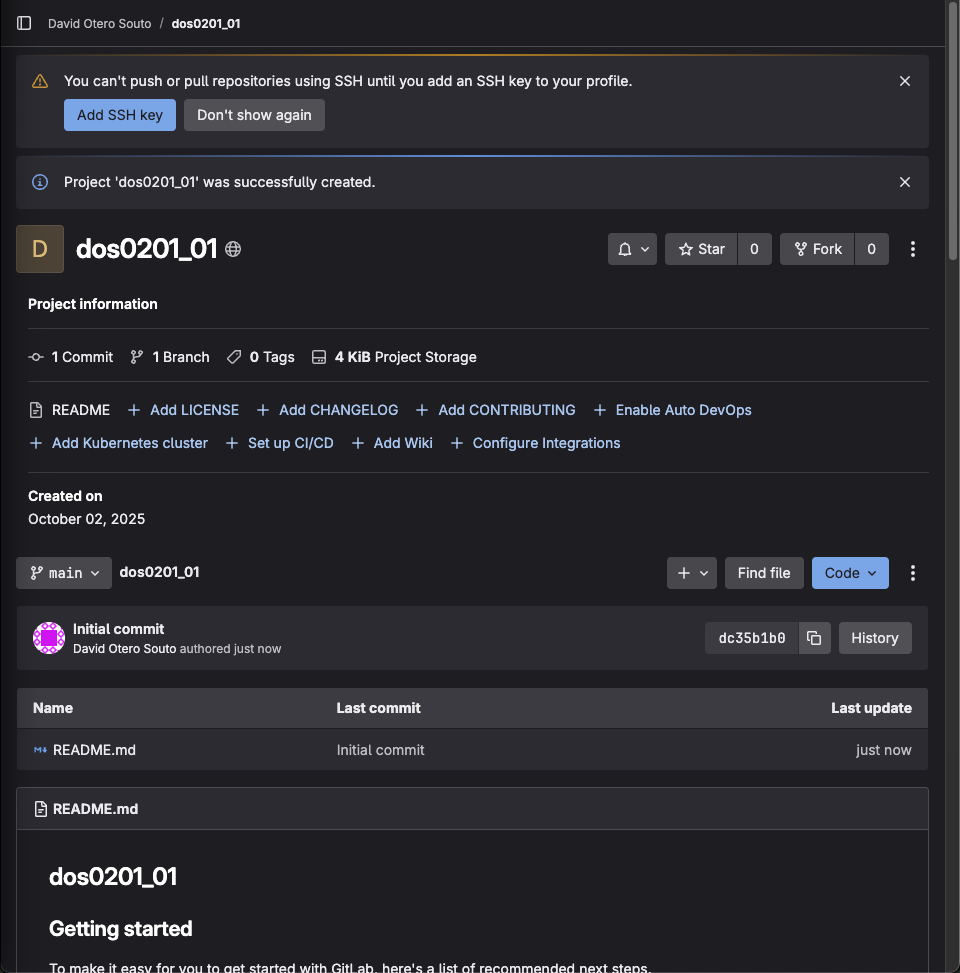 David Otero Souto / dos0201_01
You can't push or pull repositories using SSH until you add an SSH key to your profile.
Add SSH key Don't show again
Project 'dos0201_01' was successfully created.
D dos0201_01 Star 0 Fork 0
Project information
1 Commit 1 Branch 0 Tags 4 KiB Project Storage
README + Add LICENSE + Add CHANGELOG + Add CONTRIBUTING + Enable Auto DevOps
+ Add Kubernetes cluster + Set up CI/CD + Add Wiki + Configure Integrations
Created on
October 02, 2025
main dos0201_01 + Find file Code
Initial commit
David Otero Souto authored just now
dc35b1b0 History
Name Last commit Last update
README.md Initial commit just now
README.md
dos0201_01
Getting started
To make it easy for you to get started with GitLab, here's a list of recommended next steps.